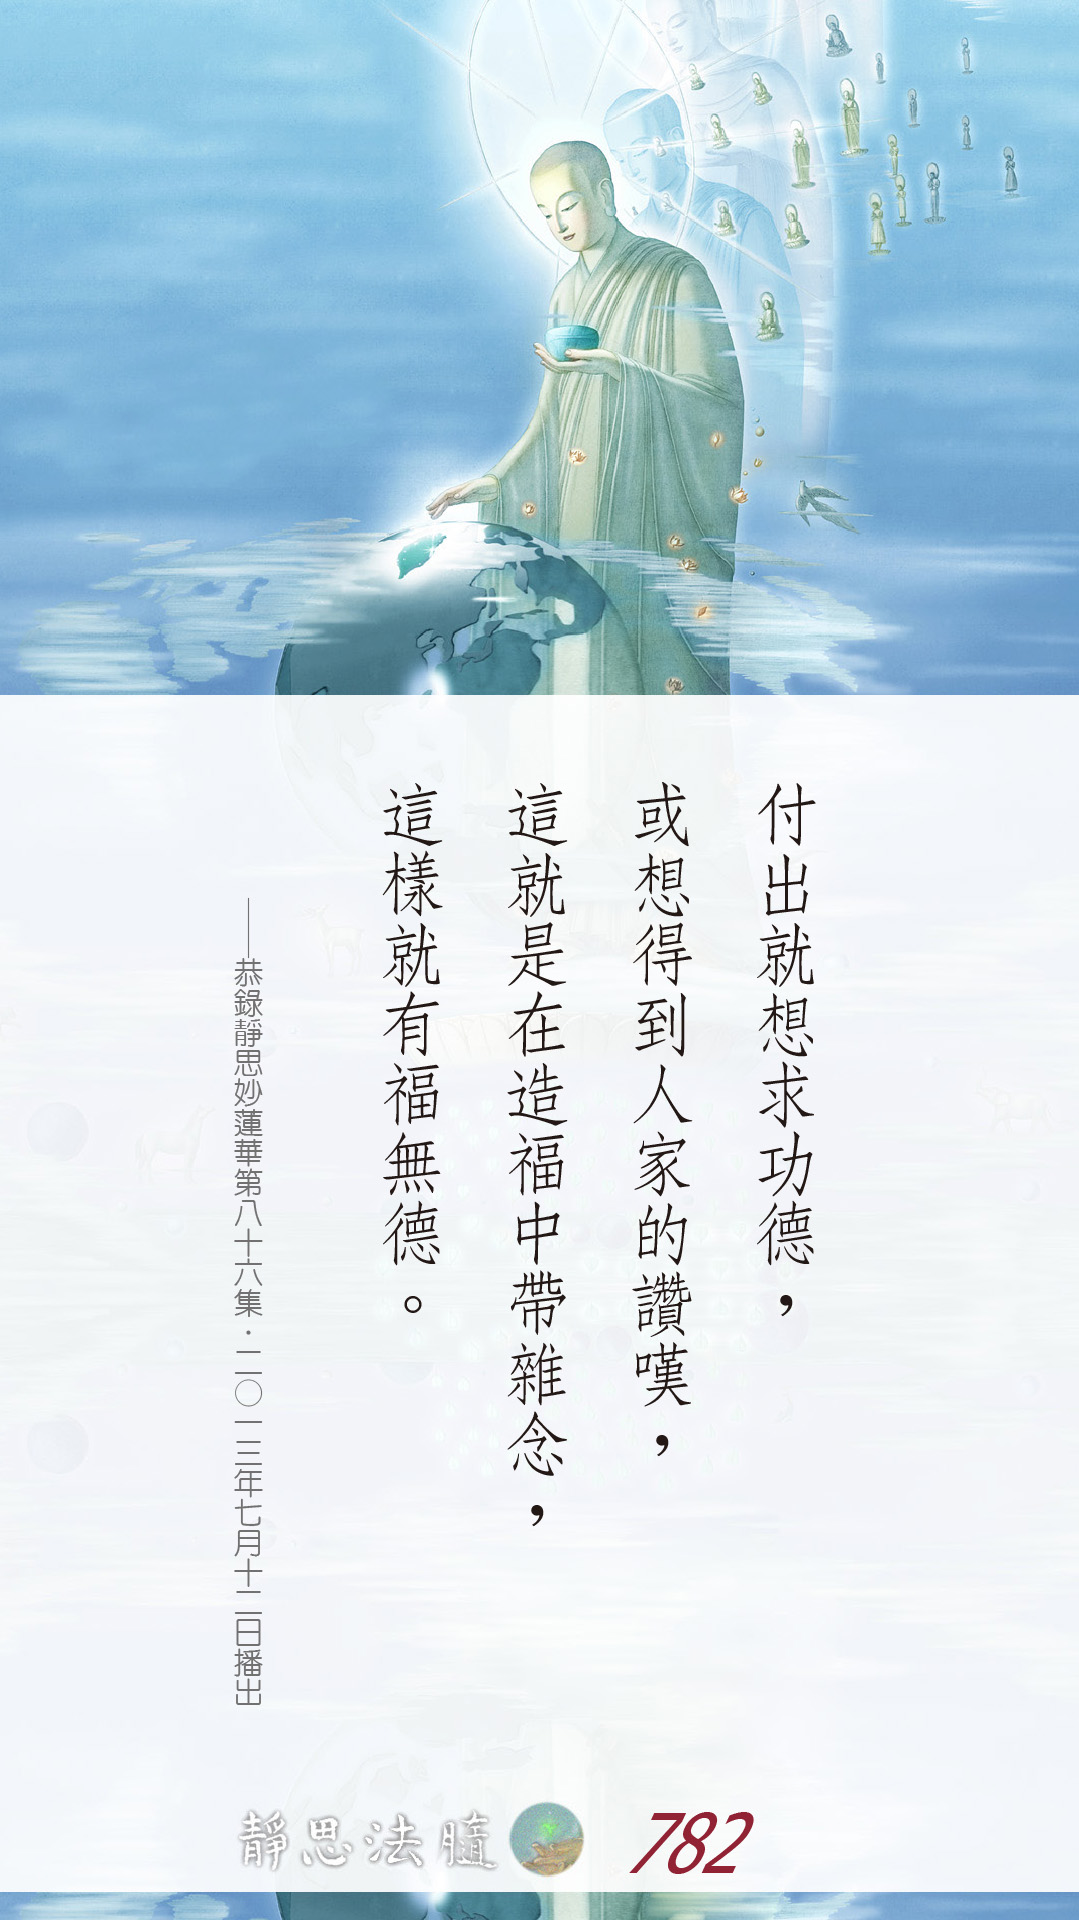 付出就想求功德，
或想得到人家的讚嘆，
這就是在造福中帶雜念，
這樣就有福無德。
——恭錄靜思妙蓮華第八十六集．二〇一三年七月十二日播出
靜思法髓
782